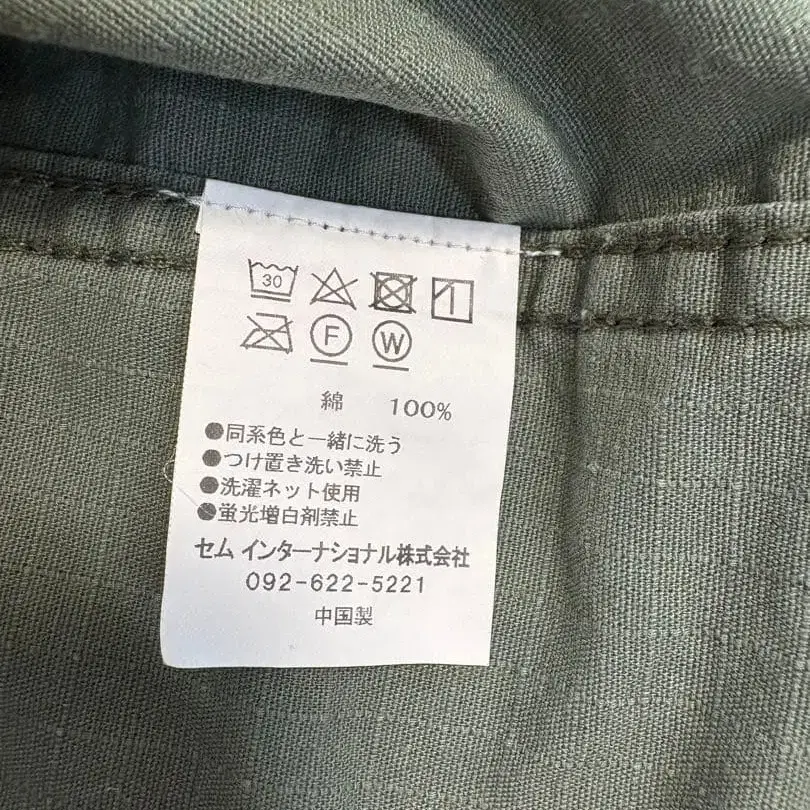 30
F W
綿 100%
●同系色と一緒に洗う
●つけ置き洗い禁止
●洗濯ネット使用
●蛍光増白剤禁止
セム インターナショナル株式会社
092-622-5221
中国製